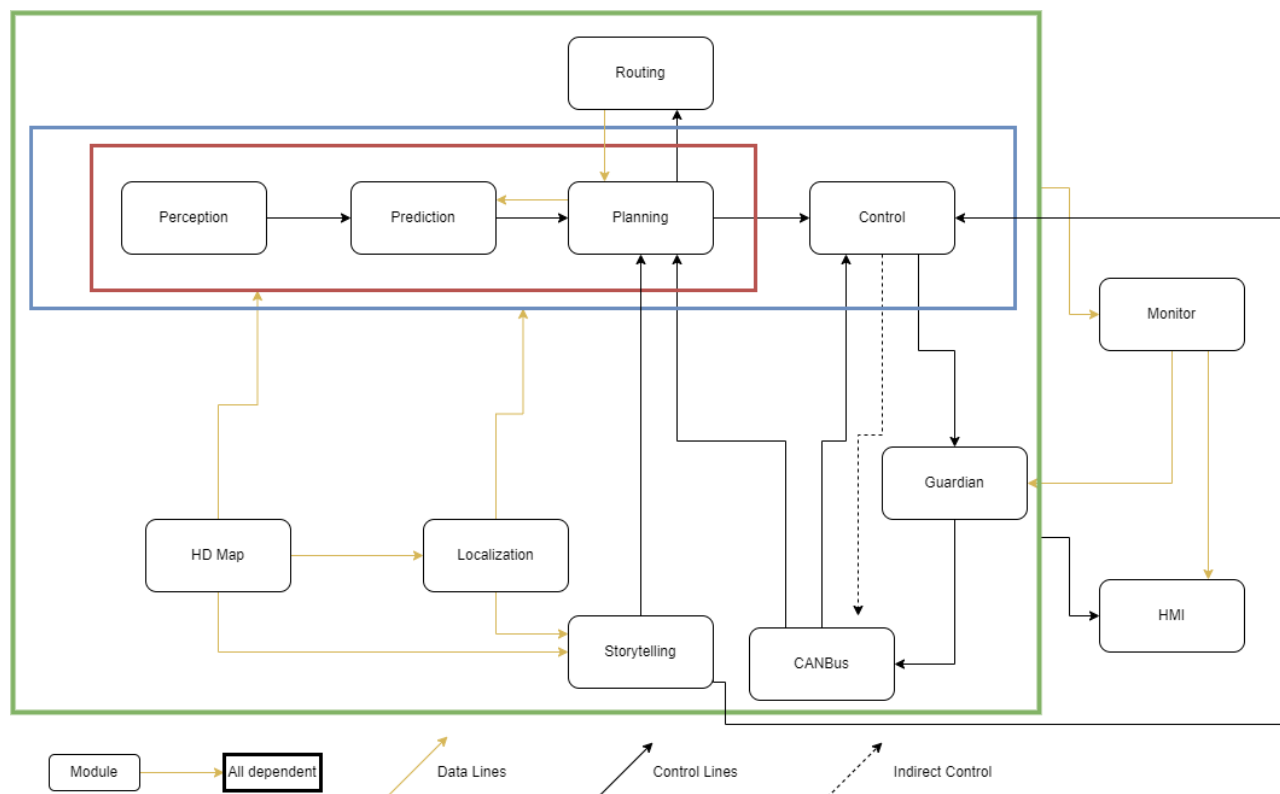 Routing
Perception
Prediction
Planning
Control
Monitor
Guardian
HD Map
Localization
HMI
Storytelling
CANBus
Module
All dependent
Data Lines
Control Lines
Indirect Control